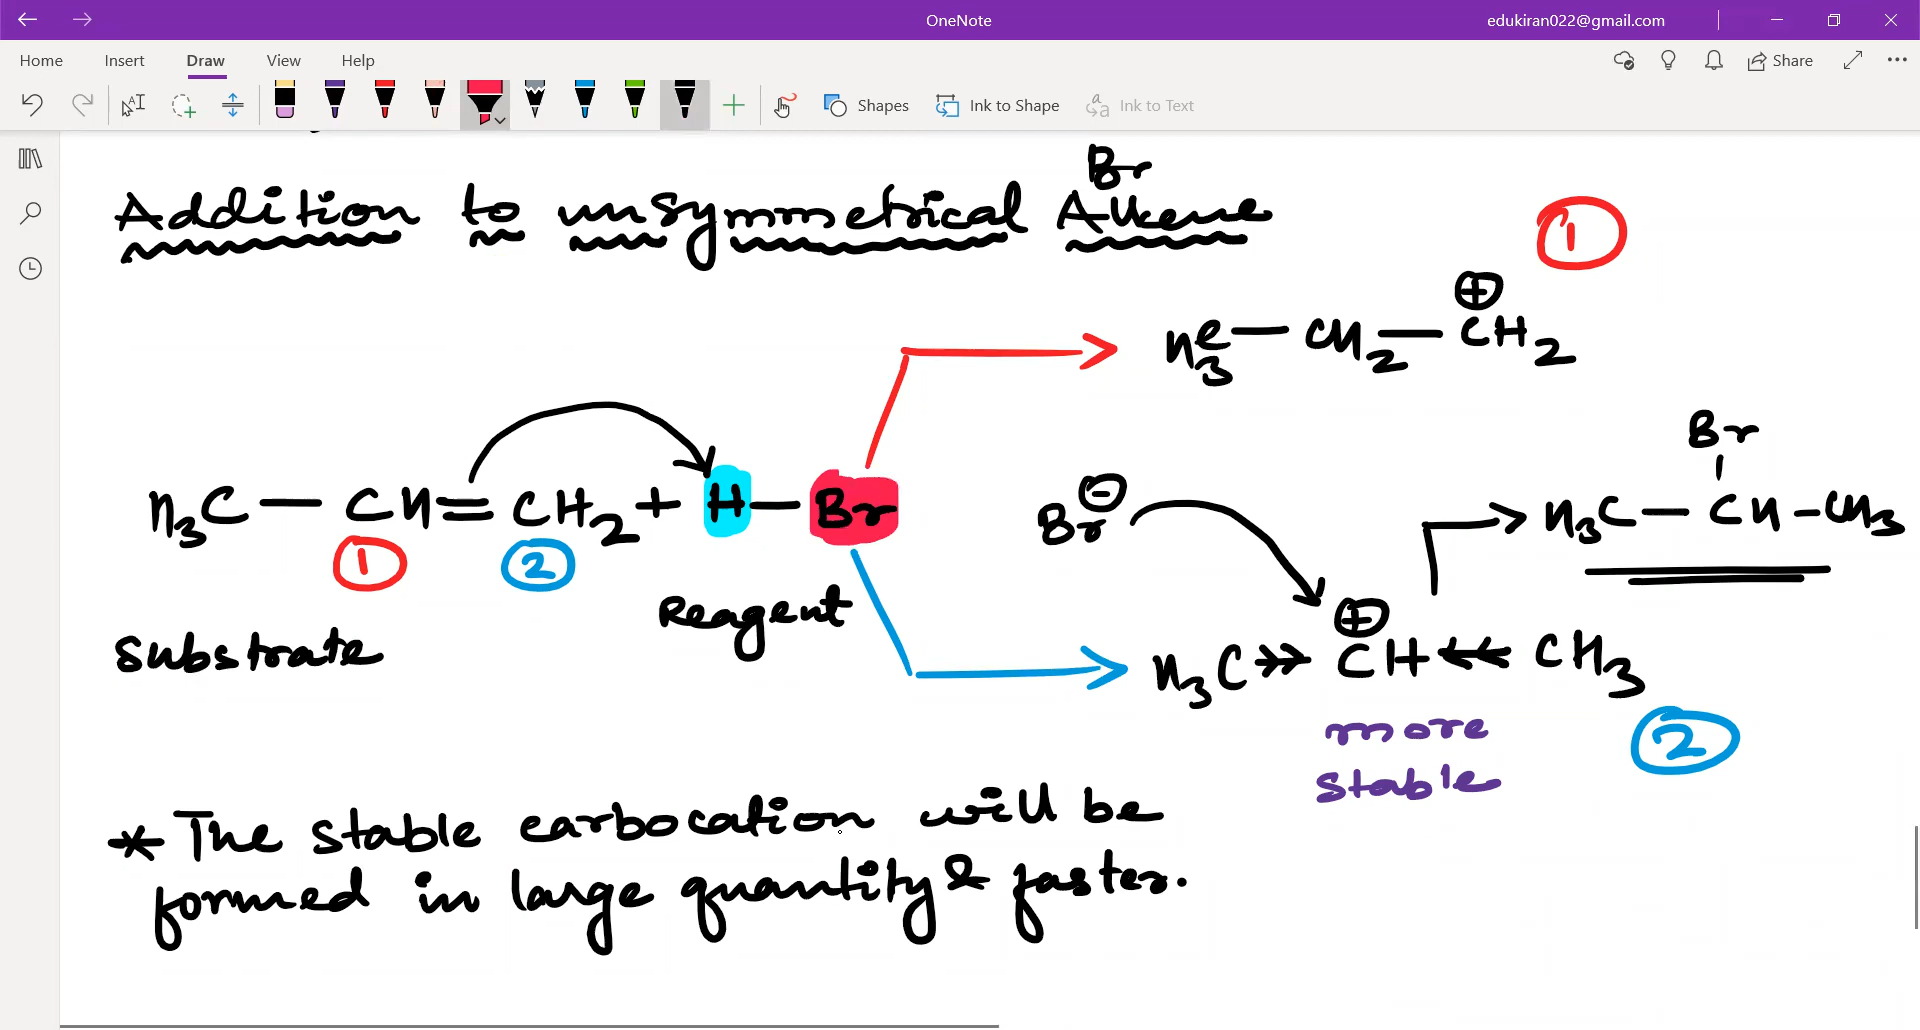 OneNote
edukiran022@gmail.com
Home Insert Draw View Help
Share
Shapes Ink to Shape Ink to Text
Br
Addition to unsymmetrical Alkene
1
⊕
H₃C — CH₂ — CH₂
Br
H₃C — CH = CH₂ + H — Br
Br⊖
H₃C — CH – CH₃
1 2
Reagent
⊕
Substrate
H₃C >> CH << CH₃
more
2
stable
* The stable carbocation will be
formed in large quantity & faster.